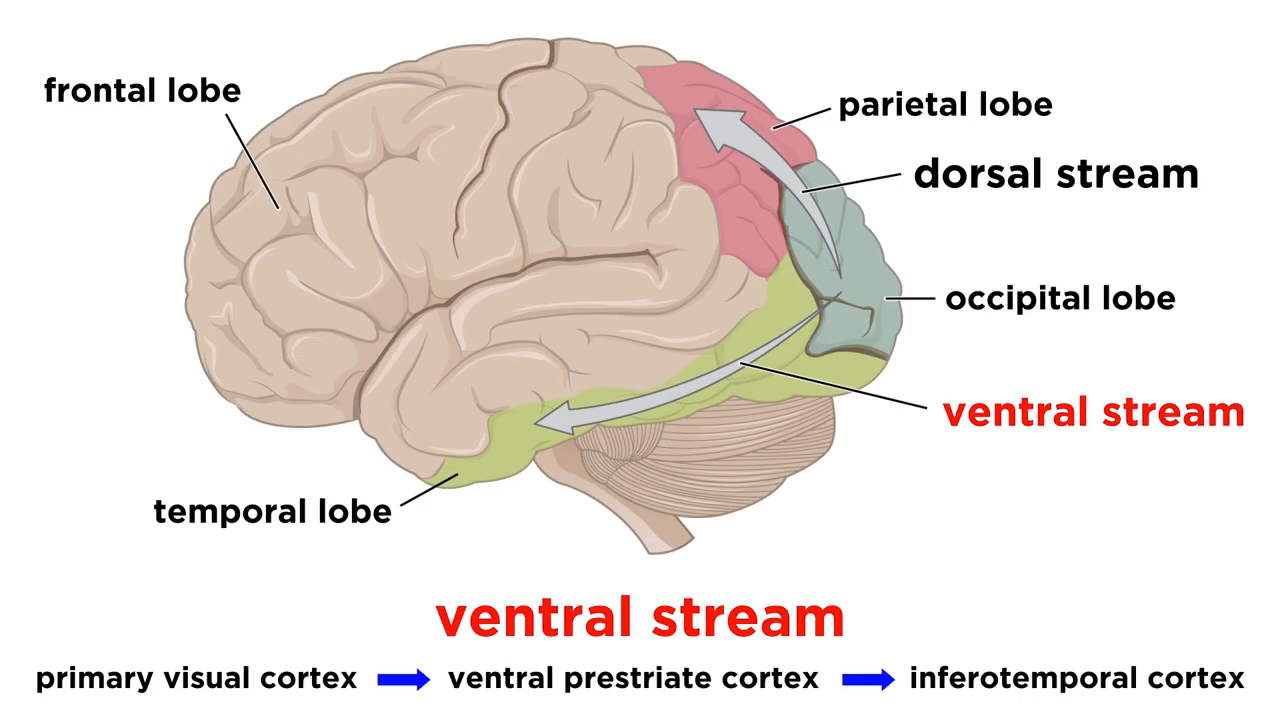 frontal lobe
parietal lobe
dorsal stream
occipital lobe
ventral stream
temporal lobe
ventral stream
primary visual cortex ➡ ventral prestriate cortex ➡ inferotemporal cortex